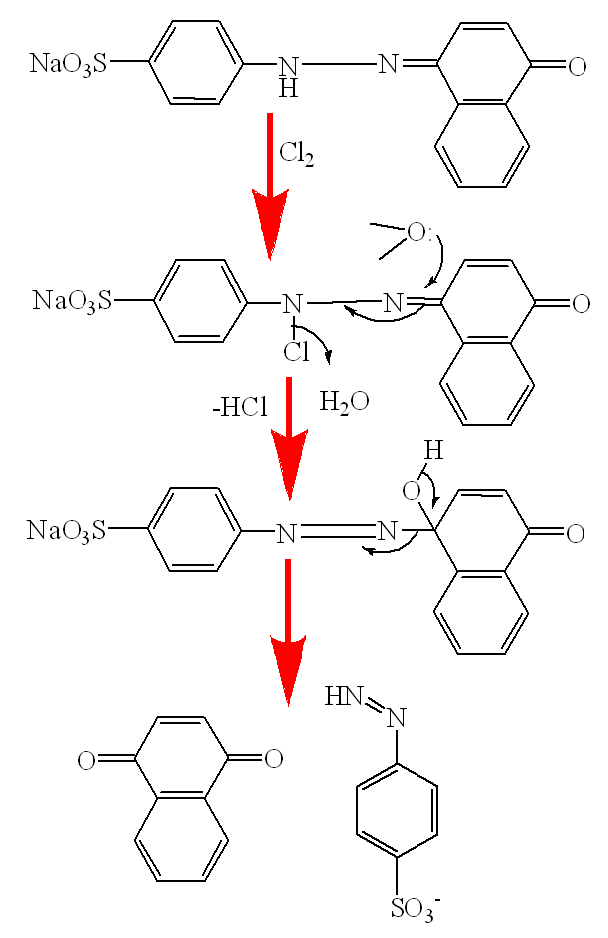 NaO₃S N H N O
Cl₂
O:
NaO₃S N N O
Cl
-HCl H₂O
H
O
NaO₃S N N O
HN
N
O O
SO₃⁻